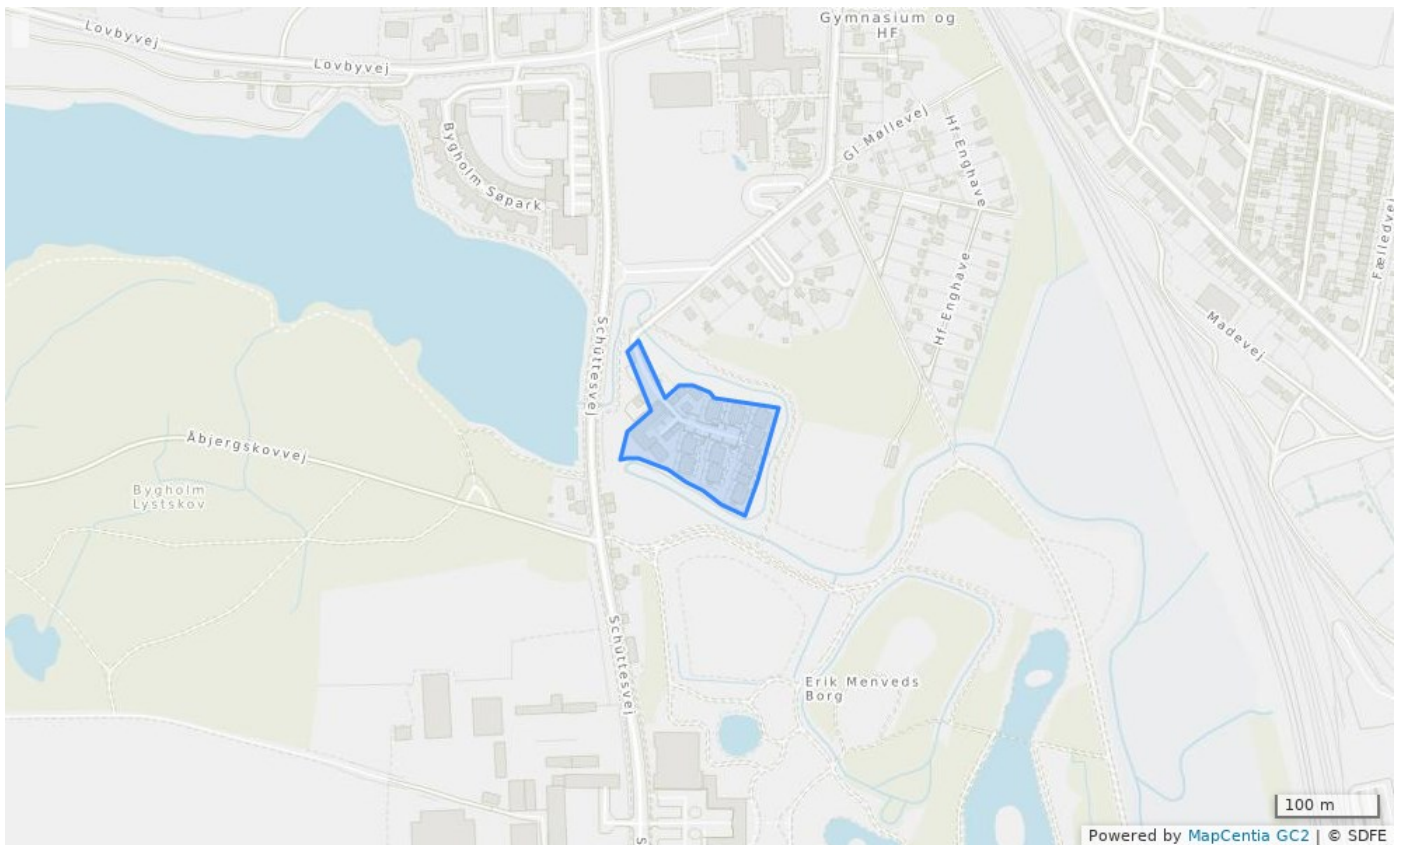 Gymnasium og
HF
Lovbyvej
Lovbyvej
Bygholm Søpark
Gl Møllevej
Hf-Enghave
Hf-Enghave
Fælledvej
Madevej
Schüttesvej
Åbjergskovvej
Bygholm
Lystskov
Schüttesvej
Erik Menveds
Borg
S
100 m
Powered by MapCentia GC2 | © SDFE